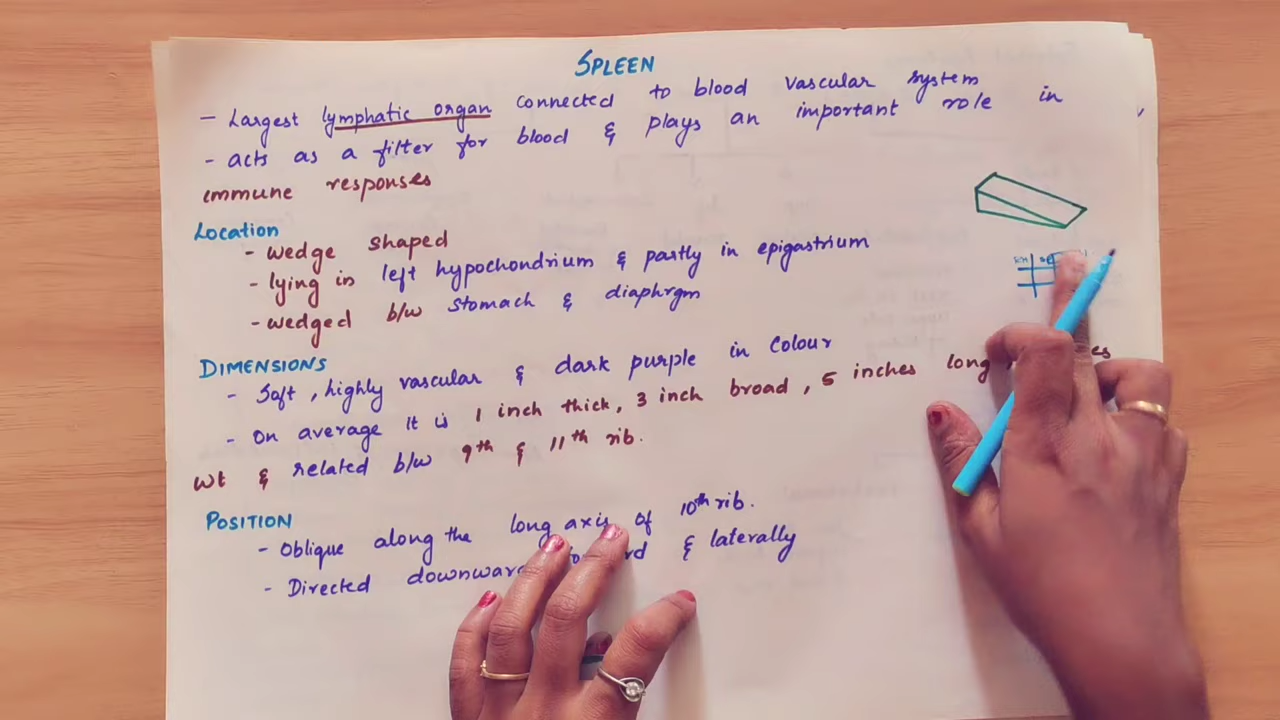 SPLEEN
- Largest lymphatic organ connected to blood vascular system
- acts as a filter for blood & plays an important role in
immune responses
Location
- wedge shaped
- lying in left hypochondrium & partly in epigastrium
- wedged b/w stomach & diaphrgm
DIMENSIONS
- Soft, highly vascular & dark purple in colour
- On average it is 1 inch thick, 3 inch broad, 5 inches long
wt & related b/w 9th & 11th rib.
POSITION
- Oblique along the long axis of 10th rib.
- Directed downward & laterally